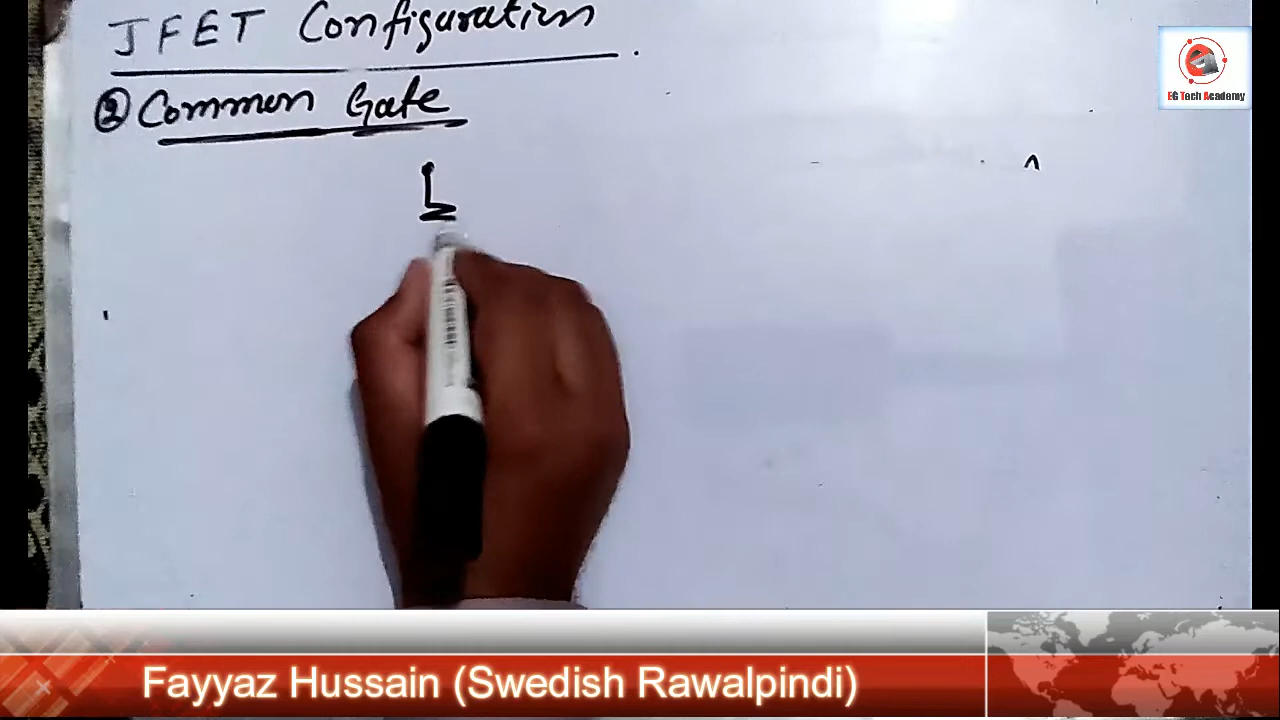 JFET Configuration.
② Common Gate
EG Tech Academy
Fayyaz Hussain (Swedish Rawalpindi)